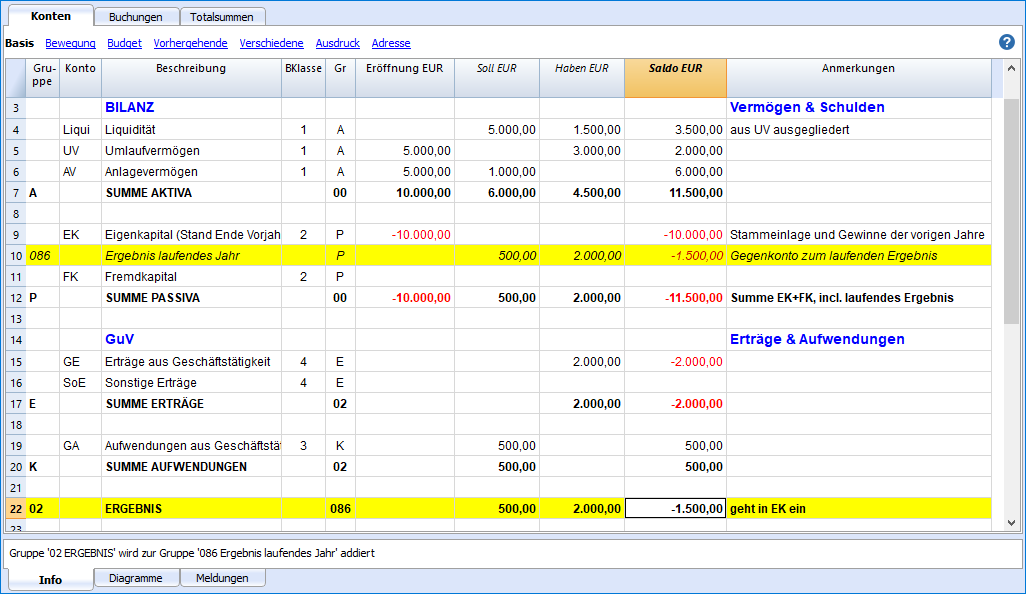 Konten Buchungen Totalsummen
Basis Bewegung Budget Vorhergehende Verschiedene Ausdruck Adresse ?
Gru-
ppe Konto Beschreibung BKlasse Gr Eröffnung EUR Soll EUR Haben EUR Saldo EUR Anmerkungen
3 BILANZ Vermögen & Schulden
4 Liqui Liquidität 1 A 5.000,00 1.500,00 3.500,00 aus UV ausgegliedert
5 UV Umlaufvermögen 1 A 5.000,00 3.000,00 2.000,00
6 AV Anlagevermögen 1 A 5.000,00 1.000,00 6.000,00
7 A SUMME AKTIVA 00 10.000,00 6.000,00 4.500,00 11.500,00
8
9 EK Eigenkapital (Stand Ende Vorjah 2 P -10.000,00 -10.000,00 Stammeinlage und Gewinne der vorigen Jahre
10 086 Ergebnis laufendes Jahr P 500,00 2.000,00 -1.500,00 Gegenkonto zum laufenden Ergebnis
11 FK Fremdkapital 2 P
12 P SUMME PASSIVA 00 -10.000,00 500,00 2.000,00 -11.500,00 Summe EK+FK, incl. laufendes Ergebnis
13
14 GuV Erträge & Aufwendungen
15 GE Erträge aus Geschäftstätigkeit 4 E 2.000,00 -2.000,00
16 SoE Sonstige Erträge 4 E
17 E SUMME ERTRÄGE 02 2.000,00 -2.000,00
18
19 GA Aufwendungen aus Geschäftstä 3 K 500,00 500,00
20 K SUMME AUFWENDUNGEN 02 500,00 500,00
21
22 02 ERGEBNIS 086 500,00 2.000,00 -1.500,00 geht in EK ein
23
Gruppe '02 ERGEBNIS' wird zur Gruppe '086 Ergebnis laufendes Jahr' addiert
Info Diagramme Meldungen